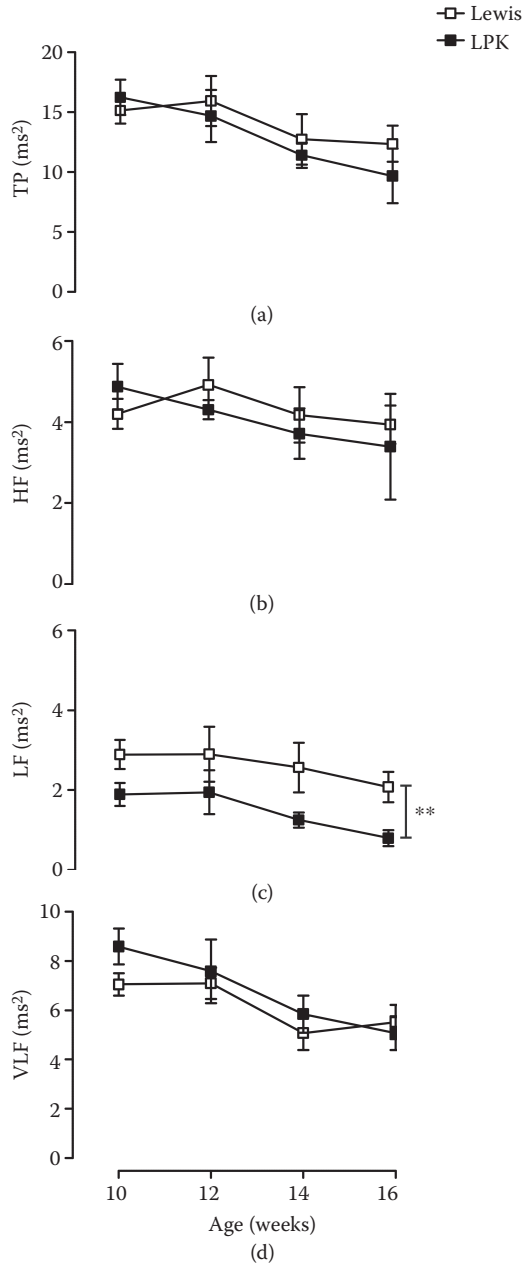 Lewis
LPK
TP (ms²)
20
15
10
5
0
(a)
HF (ms²)
6
4
2
0
(b)
LF (ms²)
6
4
2
0
**
(c)
VLF (ms²)
10
8
6
4
2
0
10 12 14 16
Age (weeks)
(d)